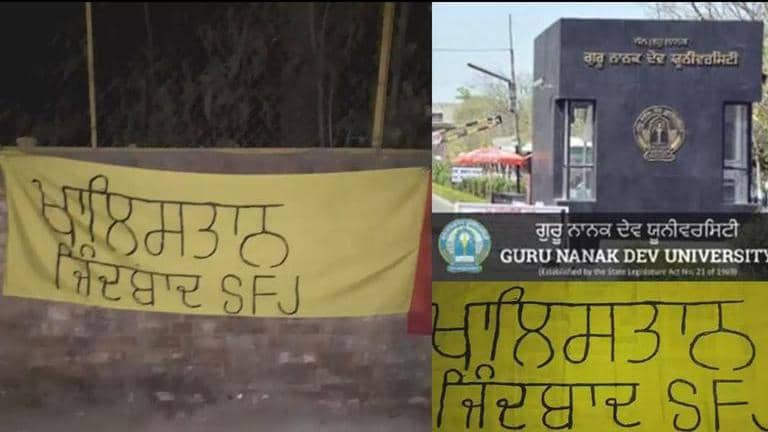 ਖਾਲਿਸਤਾਨ
ਜਿੰਦਬਾਦ SFJ
ਗੁਰੂ ਨਾਨਕ ਦੇਵ ਯੂਨੀਵਰਸਿਟੀ
ਗੁਰੂ ਨਾਨਕ ਦੇਵ ਯੂਨੀਵਰਸਿਟੀ
GURU NANAK DEV UNIVERSITY
(Established by the State Legislature Act No. 21 of 1969)
ਖਾਲਿਸਤਾਨ
ਜਿੰਦਬਾਦ SFJ